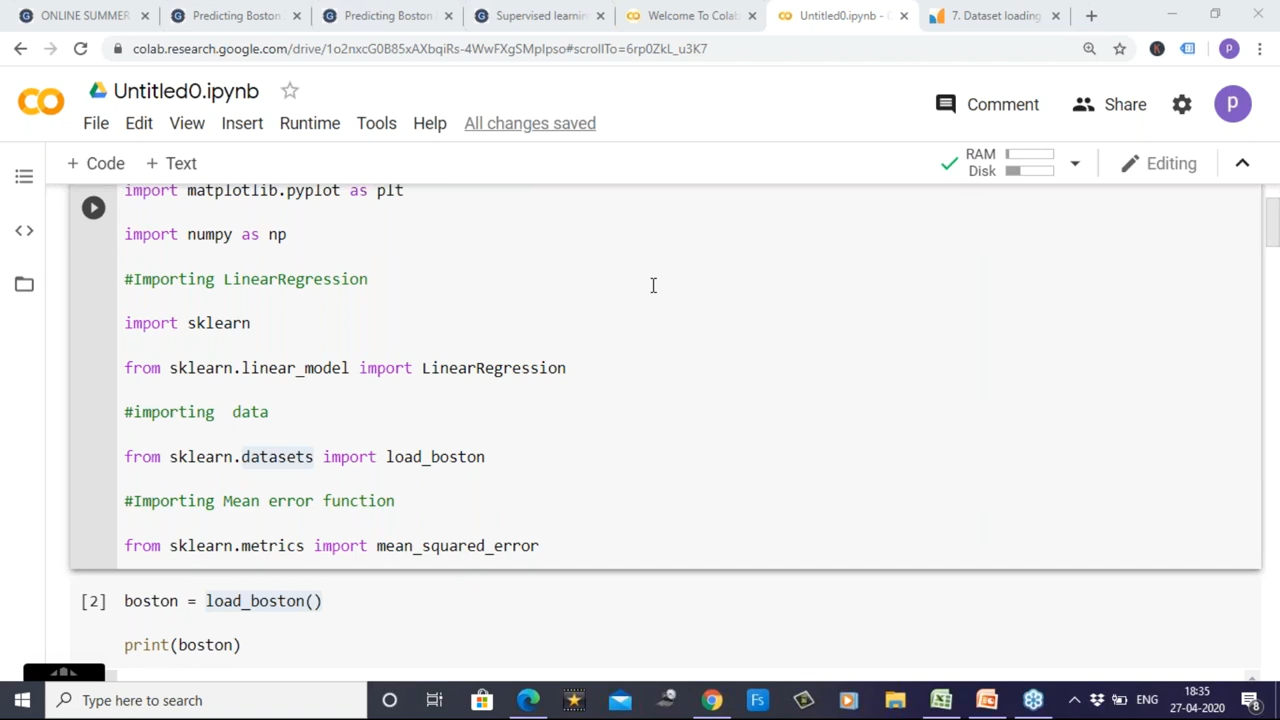 ONLINE SUMMER
Predicting Boston
Predicting Boston
Supervised learnin
Welcome To Colab
Untitled0.ipynb - C
7. Dataset loading
colab.research.google.com/drive/1o2nxcG0B85xAXbqiRs-4WwFXgSMpIpso#scrollTo=6rp0ZkL_u3K7
Untitled0.ipynb
Comment
Share
p
File Edit View Insert Runtime Tools Help All changes saved
+ Code + Text
RAM
Disk
Editing
import matplotlib.pyplot as plt
import numpy as np
#Importing LinearRegression
import sklearn
from sklearn.linear_model import LinearRegression
#importing  data
from sklearn.datasets import load_boston
#Importing Mean error function
from sklearn.metrics import mean_squared_error
[2] boston = load_boston()
print(boston)
Type here to search
ENG
18:35
27-04-2020